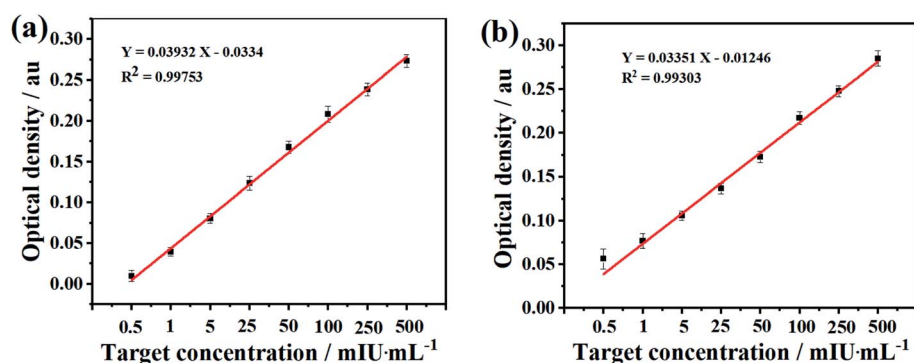 (a)
Y = 0.03932 X - 0.0334
R² = 0.99753
0.30
0.25
0.20
0.15
0.10
0.05
0.00
Optical density / au
0.5 1 5 25 50 100 250 500
Target concentration / mIU·mL⁻¹
(b)
Y = 0.03351 X - 0.01246
R² = 0.99303
0.30
0.25
0.20
0.15
0.10
0.05
0.00
Optical density / au
0.5 1 5 25 50 100 250 500
Target concentration / mIU·mL⁻¹